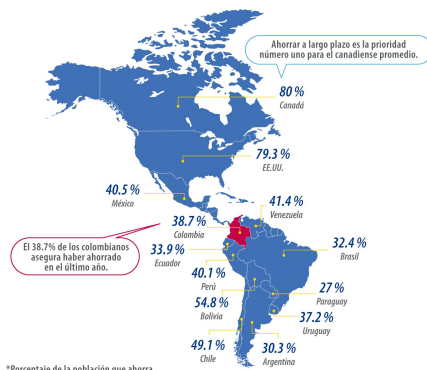 Ahorrar a largo plazo es la prioridad
número uno para el canadiense promedio.
80 %
Canadá
79.3 %
EE.UU.
40.5 %
México
41.4 %
Venezuela
38.7 %
Colombia
El 38.7% de los colombianos
asegura haber ahorrado
en el último año.
33.9 %
Ecuador
32.4 %
Brasil
40.1 %
Perú
27 %
Paraguay
54.8 %
Bolivia
37.2 %
Uruguay
49.1 %
Chile
30.3 %
Argentina
*Porcentaje de la población que ahorra